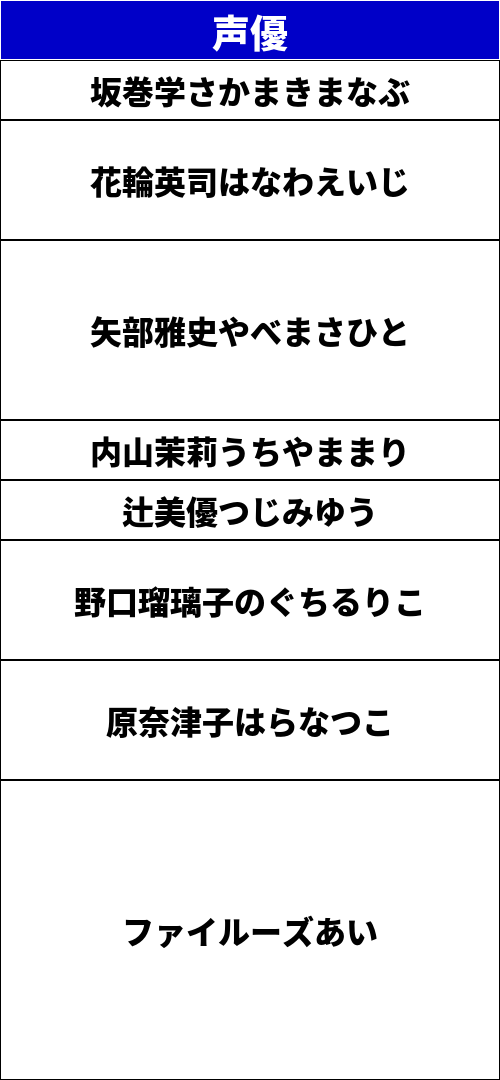 声優
坂巻学さかまきまなぶ
花輪英司はなわえいじ
矢部雅史やべまさひと
内山茉莉うちやままり
辻美優つじみゆう
野口瑠璃子のぐちるりこ
原奈津子はらなつこ
ファイルーズあい